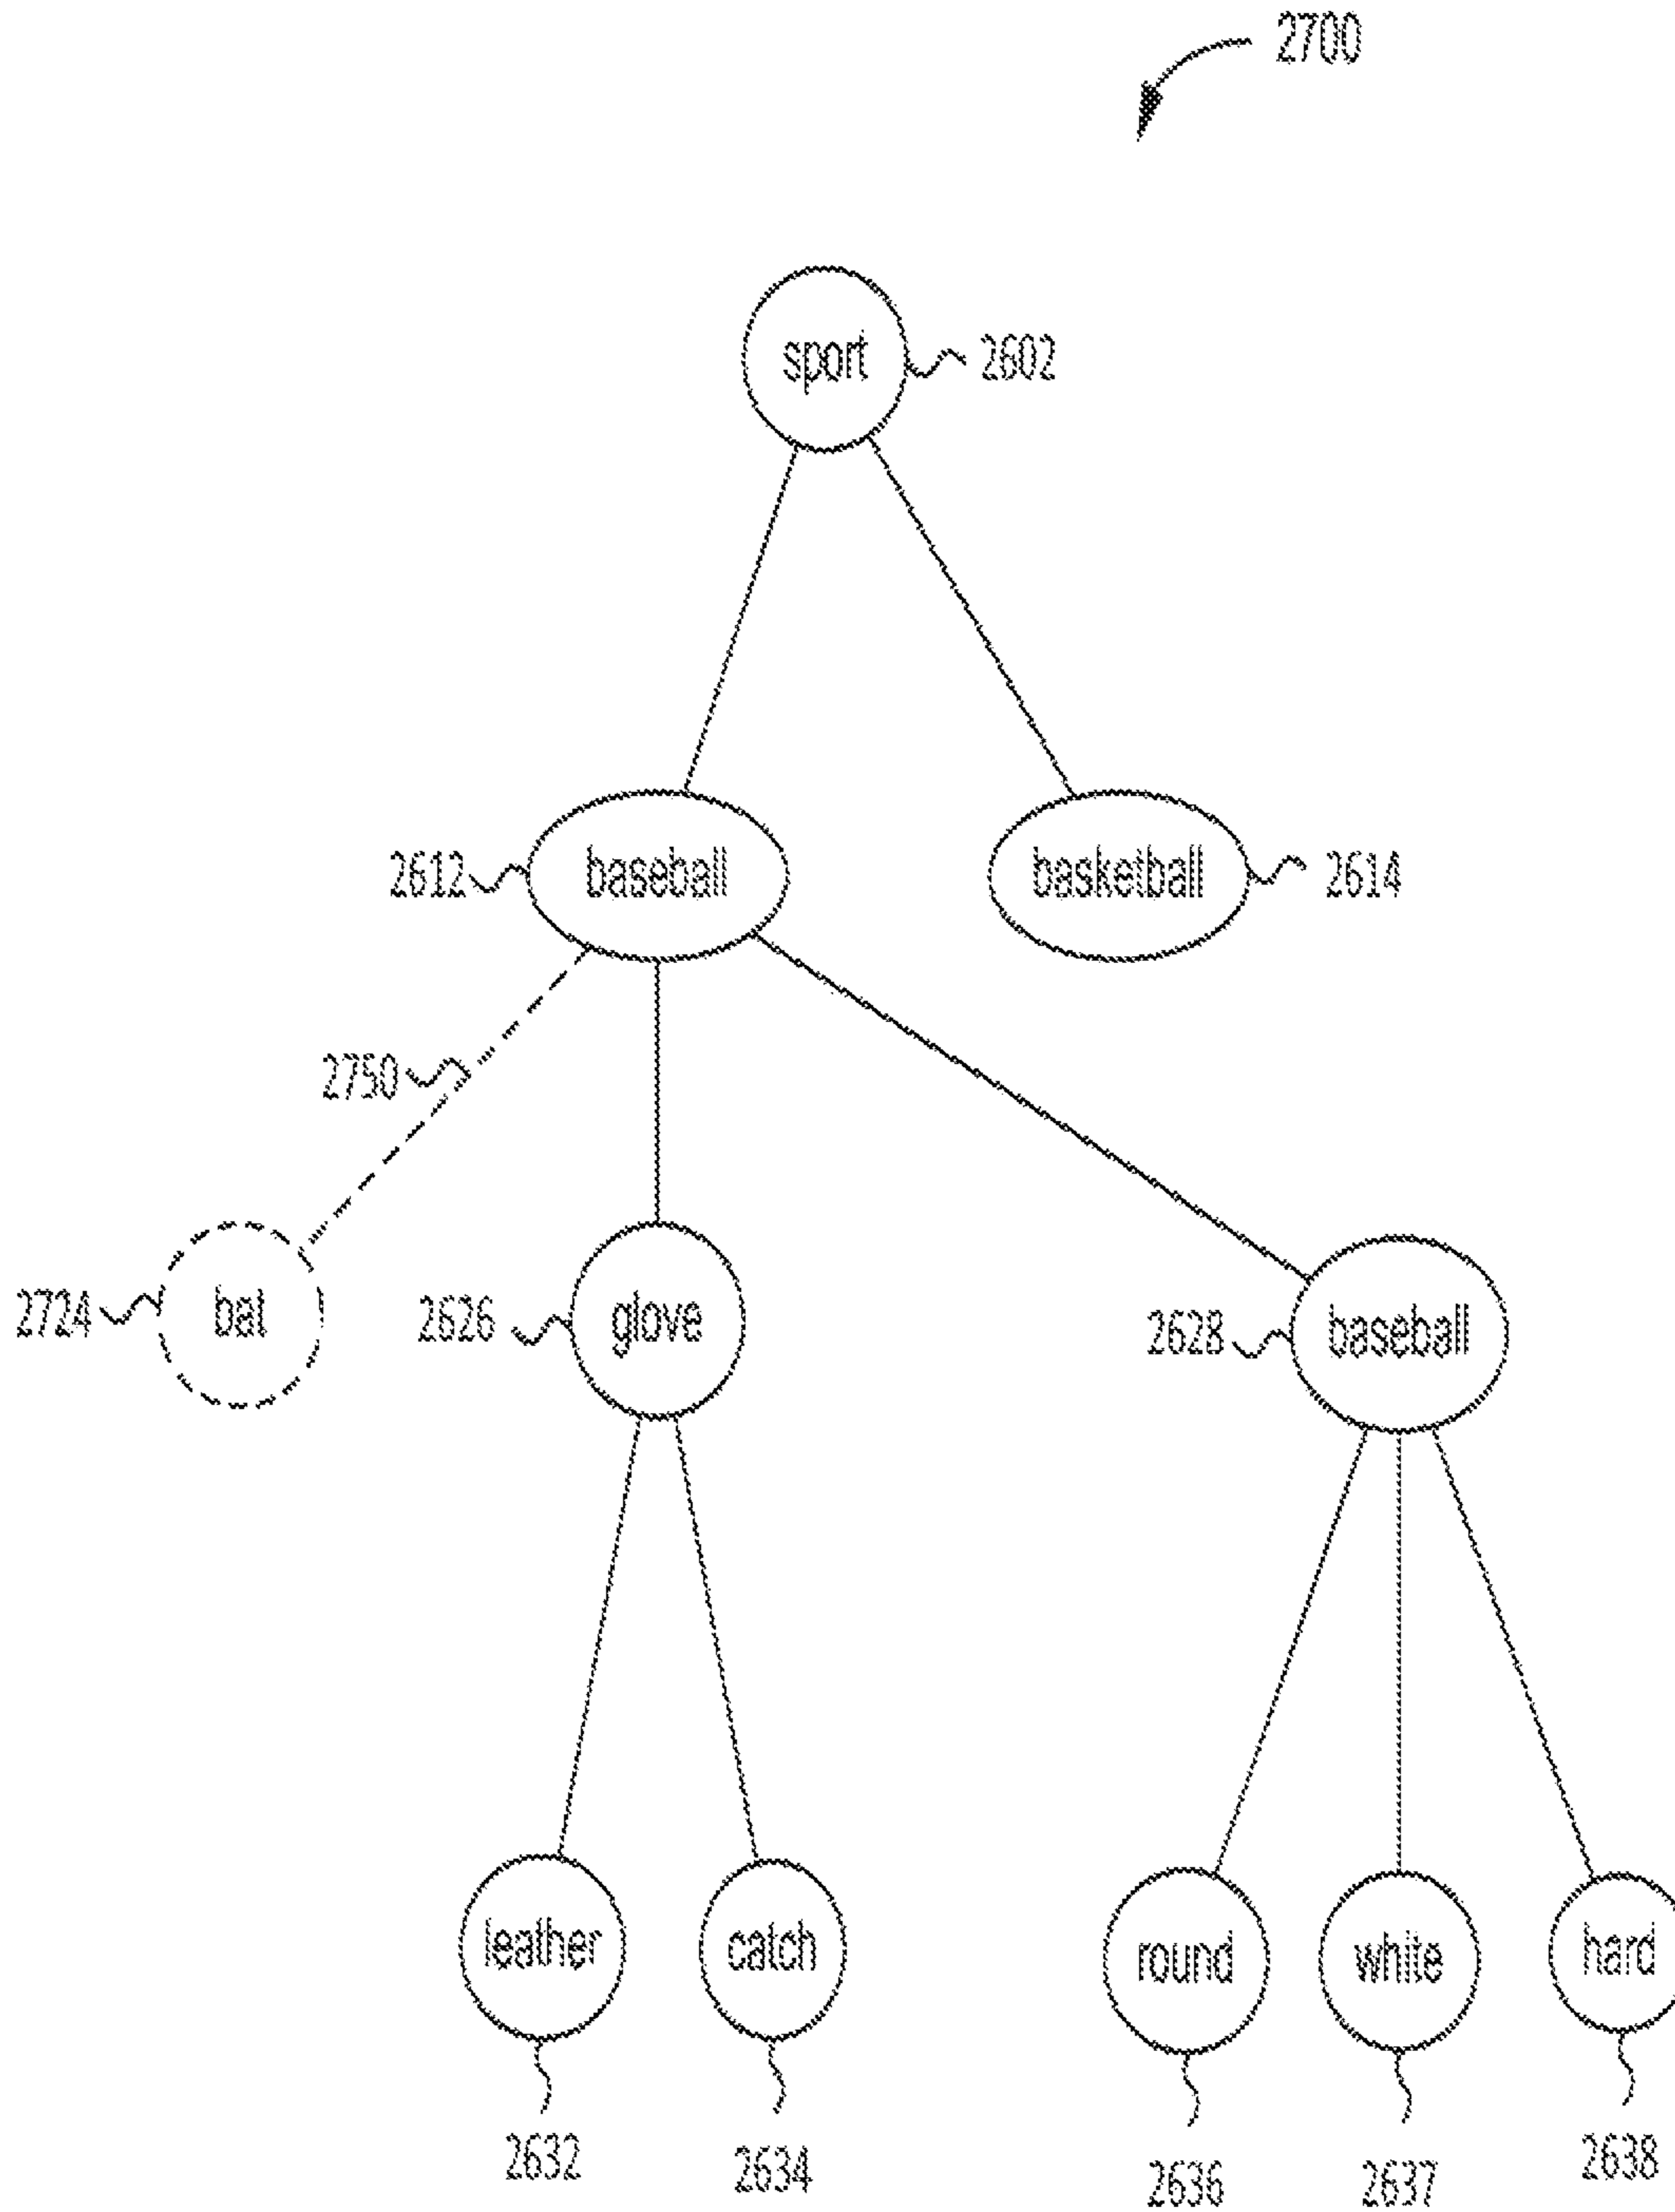 2700
sport 2602
2612 baseball basketball 2614
2750
2724 bat 2626 glove 2628 baseball
leather catch round white hard
2632 2634 2636 2637 2638